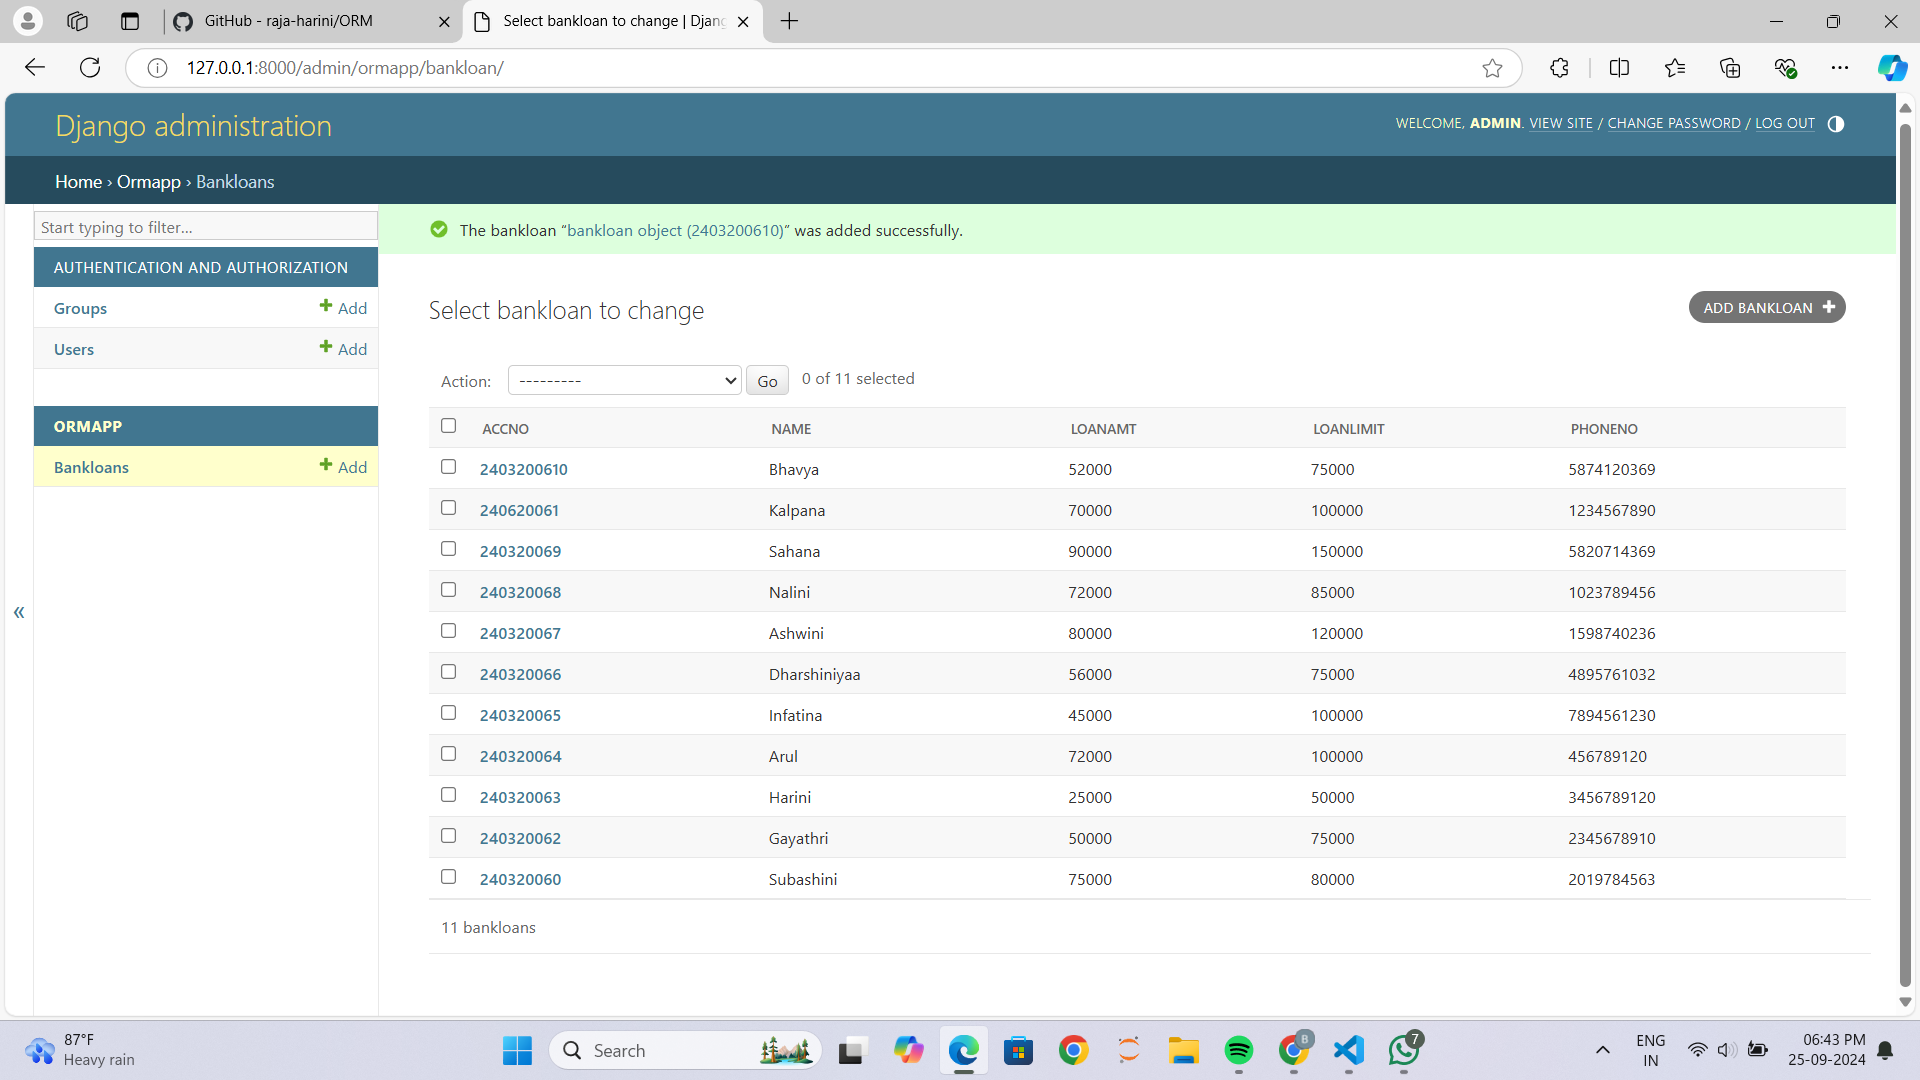 GitHub - raja-harini/ORM
Select bankloan to change | Djang
127.0.0.1:8000/admin/ormapp/bankloan/
Django administration
WELCOME, ADMIN. VIEW SITE / CHANGE PASSWORD / LOG OUT
Home › Ormapp › Bankloans
Start typing to filter...
The bankloan “bankloan object (2403200610)” was added successfully.
AUTHENTICATION AND AUTHORIZATION
Groups Add
Users Add
ORMAPP
Bankloans Add
«
Select bankloan to change
ADD BANKLOAN
Action: --------- Go 0 of 11 selected
ACCNO NAME LOANAMT LOANLIMIT PHONENO
2403200610 Bhavya 52000 75000 5874120369
240620061 Kalpana 70000 100000 1234567890
240320069 Sahana 90000 150000 5820714369
240320068 Nalini 72000 85000 1023789456
240320067 Ashwini 80000 120000 1598740236
240320066 Dharshiniyaa 56000 75000 4895761032
240320065 Infatina 45000 100000 7894561230
240320064 Arul 72000 100000 456789120
240320063 Harini 25000 50000 3456789120
240320062 Gayathri 50000 75000 2345678910
240320060 Subashini 75000 80000 2019784563
11 bankloans
87°F
Heavy rain
Search
B
7
ENG
IN
06:43 PM
25-09-2024